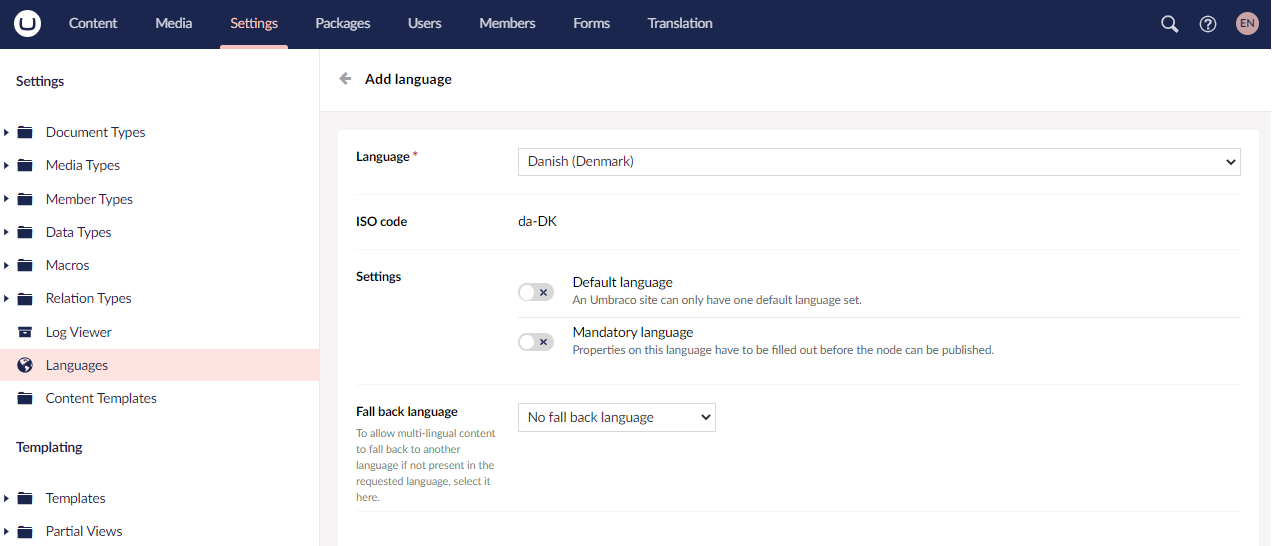 Content Media Settings Packages Users Members Forms Translation EN
Settings
Document Types
Media Types
Member Types
Data Types
Macros
Relation Types
Log Viewer
Languages
Content Templates
Templating
Templates
Partial Views
Add language
Language *
Danish (Denmark)
ISO code
da-DK
Settings
Default language
An Umbraco site can only have one default language set.
Mandatory language
Properties on this language have to be filled out before the node can be published.
Fall back language
To allow multi-lingual content
to fall back to another
language if not present in the
requested language, select it
here.
No fall back language